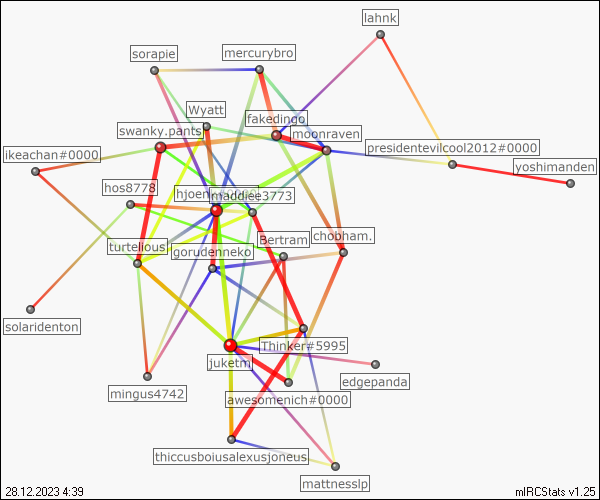 lahnk
sorapie
mercurybro
Wyatt
fakedingo
swanky.pants
moonraven
ikeachan#0000
presidentevilcool2012#0000
yoshimanden
hos8778
maddiee3773
Bertram
chobham.
turtelious
gorudenneko
solaridenton
Thinker#5995
juketm
edgepanda
mingus4742
awesomenich#0000
thiccusboiusalexusjoneus
mattnesslp
28.12.2023 4:39
mIRCStats v1.25